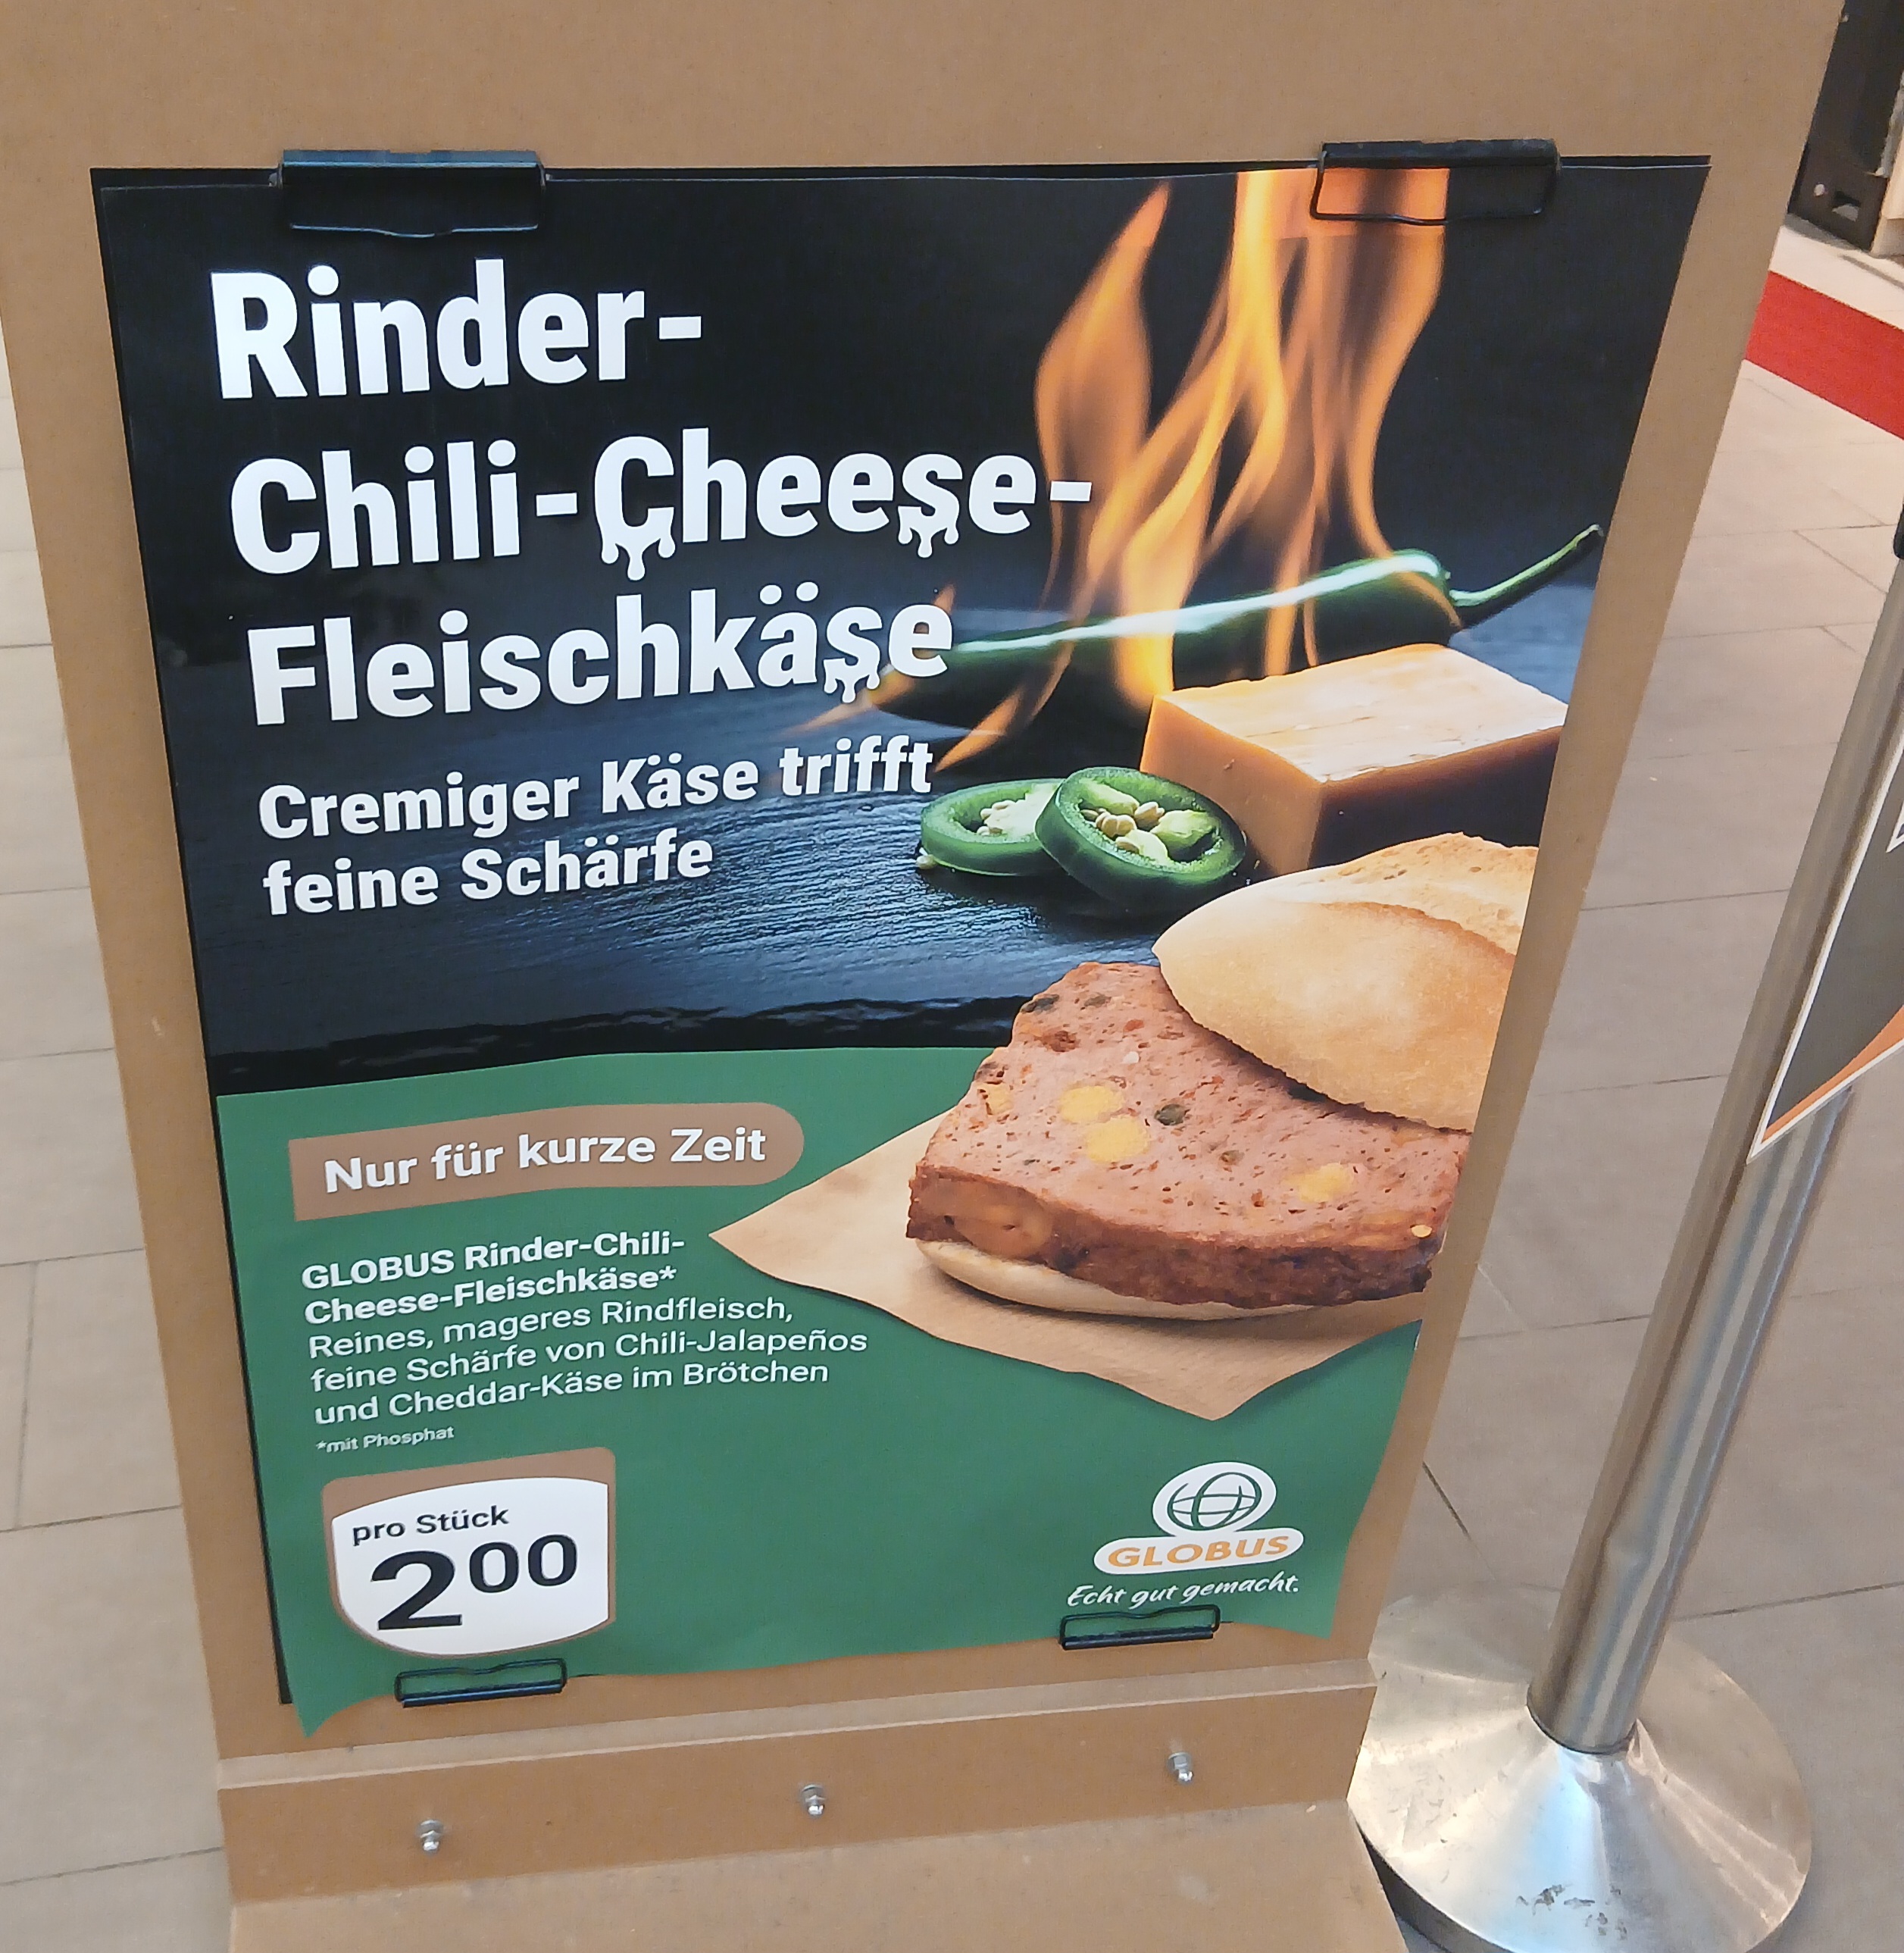 Rinder-
Chili-Cheese-
Fleischkäse
Cremiger Käse trifft
feine Schärfe
Nur für kurze Zeit
GLOBUS Rinder-Chili-
Cheese-Fleischkäse*
Reines, mageres Rindfleisch,
feine Schärfe von Chili-Jalapeños
und Cheddar-Käse im Brötchen
*mit Phosphat
pro Stück
200
GLOBUS
Echt gut gemacht.